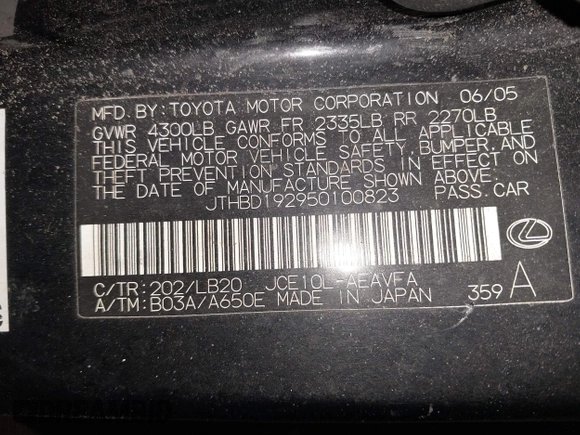 MFD. BY: TOYOTA MOTOR CORPORATION 06/05
GVWR 4300LB GAWR FR 2335LB RR 2270LB
THIS VEHICLE CONFORMS TO ALL APPLICABLE
FEDERAL MOTOR VEHICLE SAFETY, BUMPER, AND
THEFT PREVENTION STANDARDS IN EFFECT ON
THE DATE OF MANUFACTURE SHOWN ABOVE.
JTHBD192950100823 PASS. CAR
C/TR: 202/LB20 JCE10L-AEAVFA
A/TM: B03A/A650E MADE IN JAPAN 359 A